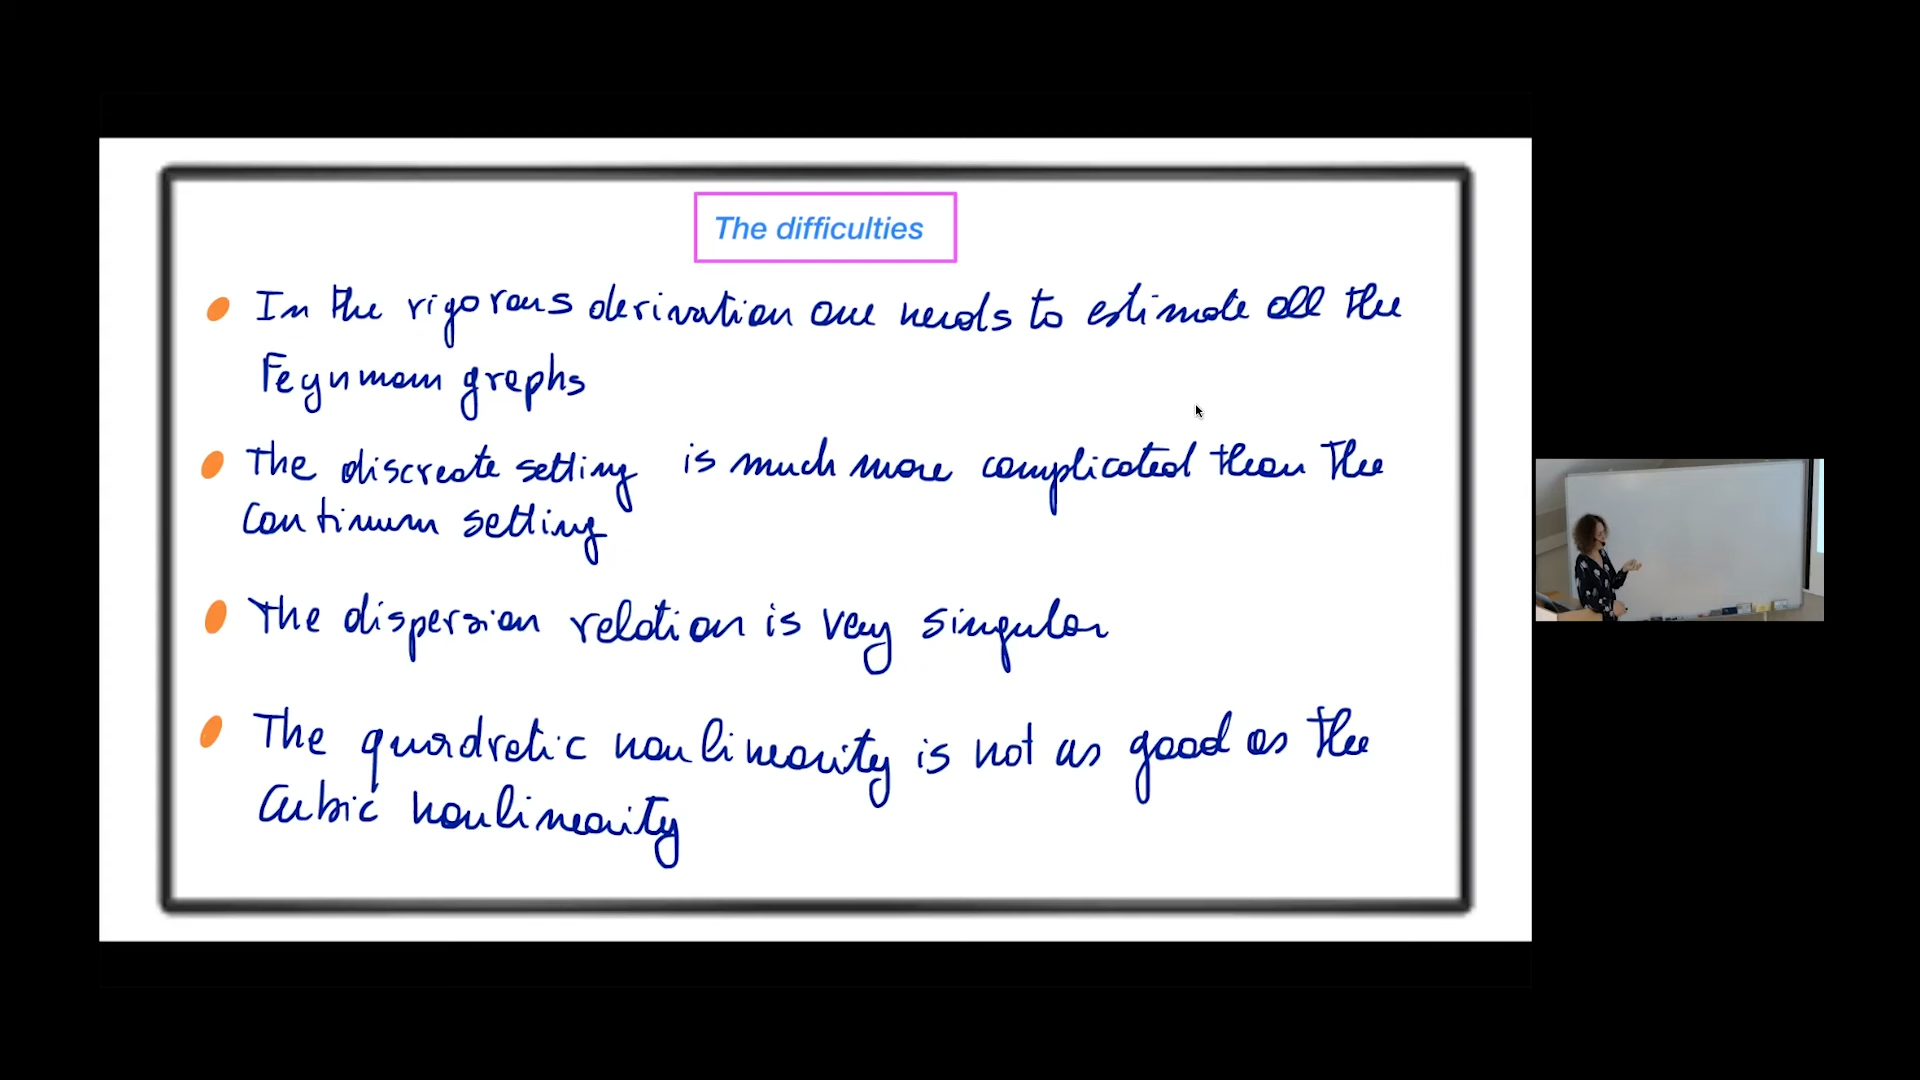 The difficulties
In the rigorous derivation one needs to estimate all the
Feynman graphs
The discreate setting is much more complicated than the
continuum setting
The dispersion relation is very singular
The quadratic nonlinearity is not as good as the
cubic nonlinearity